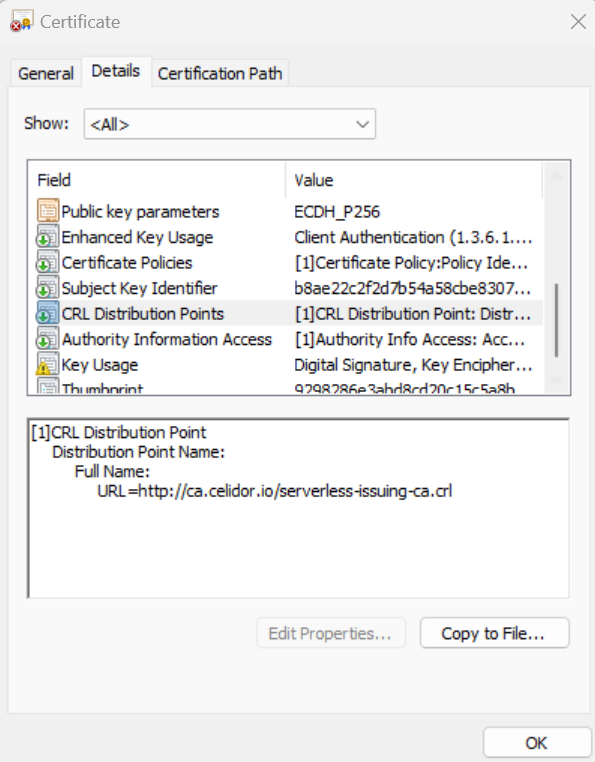 Certificate
General Details Certification Path
Show: <All>
Field Value
Public key parameters ECDH_P256
Enhanced Key Usage Client Authentication (1.3.6.1....
Certificate Policies [1]Certificate Policy:Policy Ide...
Subject Key Identifier b8ae22c2f2d7b54a58cbe8307...
CRL Distribution Points [1]CRL Distribution Point: Distr...
Authority Information Access [1]Authority Info Access: Acc...
Key Usage Digital Signature, Key Encipher...
Thumbprint 9298286e3abd8cd20c15c5a8b
[1]CRL Distribution Point
Distribution Point Name:
Full Name:
URL=http://ca.celidor.io/serverless-issuing-ca.crl
Edit Properties... Copy to File...
OK